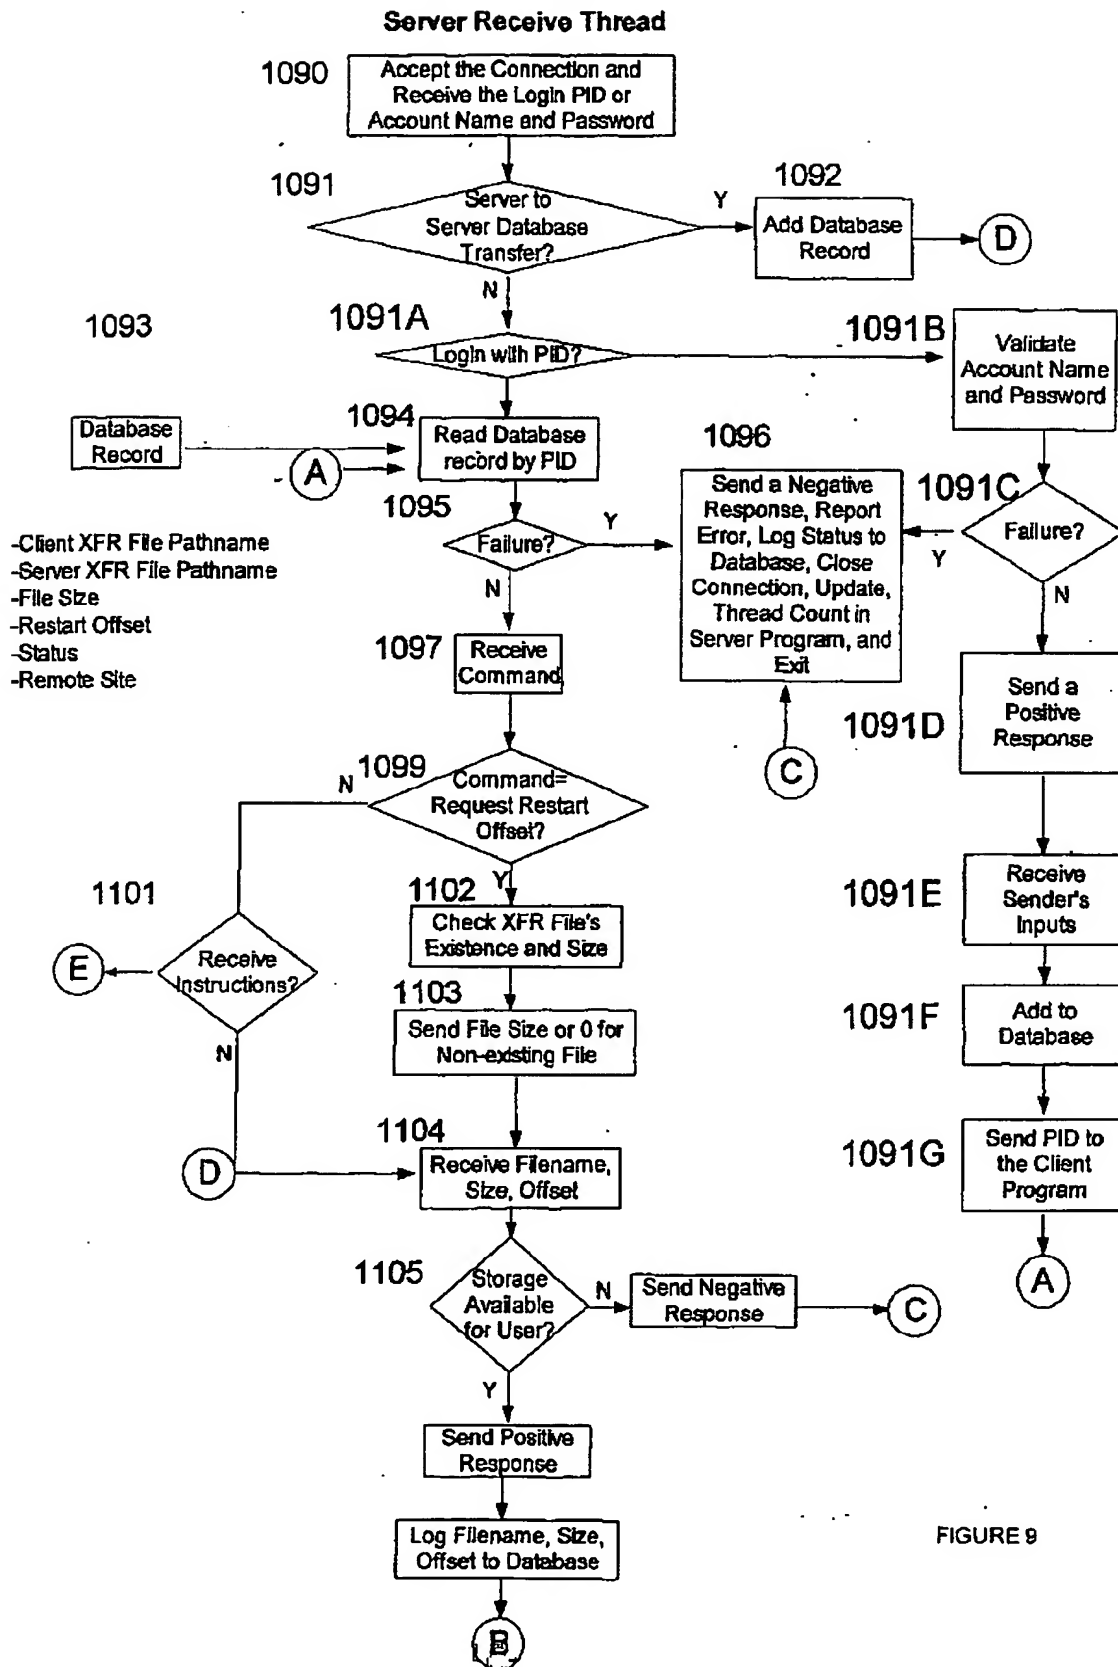 Server Receive Thread
1090
Accept the Connection and
Receive the Login PID or
Account Name and Password
1091
Server to
Server Database
Transfer?
Y
1092
Add Database
Record
D
N
1093
1091A
Login with PID?
1091B
Validate
Account Name
and Password
Database
Record
A
1094
Read Database
record by PID
1096
Send a Negative
Response, Report
Error, Log Status to
Database, Close
Connection, Update,
Thread Count in
Server Program, and
Exit
1091C
Failure?
Y
N
1095
Failure?
Y
N
-Client XFR File Pathname
-Server XFR File Pathname
-File Size
-Restart Offset
-Status
-Remote Site
1097
Receive
Command
C
1091D
Send a
Positive
Response
1099
Command=
Request Restart
Offset?
N
Y
1101
Receive
Instructions?
E
N
1102
Check XFR File's
Existence and Size
1103
Send File Size or 0 for
Non-existing File
1091E
Receive
Sender's
Inputs
1091F
Add to
Database
1091G
Send PID to
the Client
Program
A
D
1104
Receive Filename,
Size, Offset
1105
Storage
Available
for User?
N
Send Negative
Response
C
Y
Send Positive
Response
Log Filename, Size,
Offset to Database
B
FIGURE 9